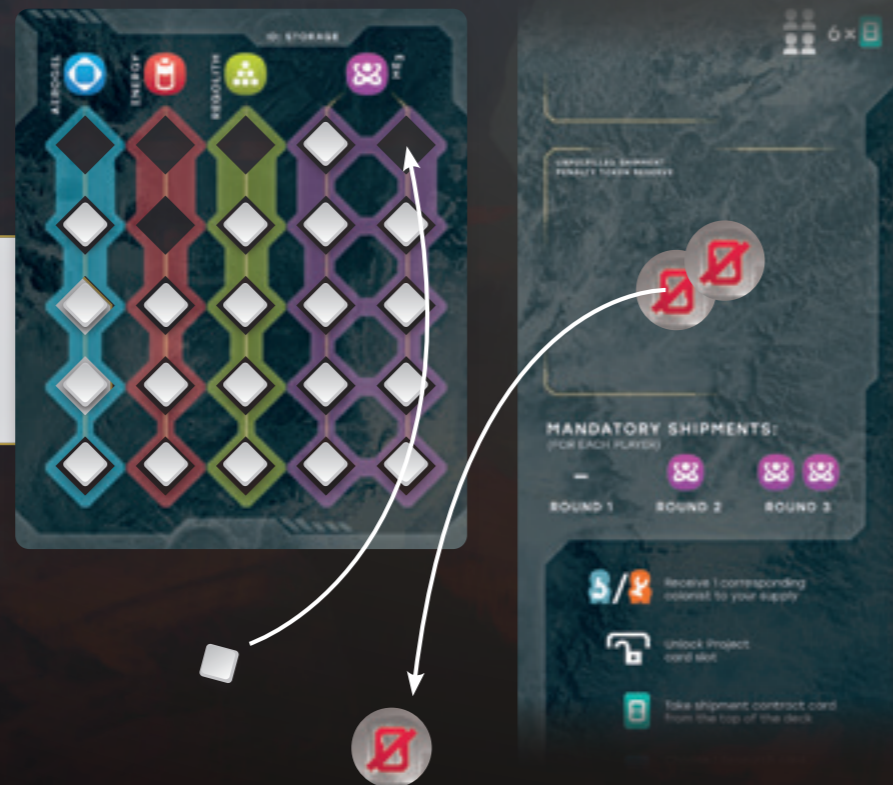 ID: STORAGE
AEROGEL
ENERGY
REGOLITH
HE3
6×
UNFULFILLED SHIPMENT
PENALTY TOKEN RESERVE
MANDATORY SHIPMENTS:
(FOR EACH PLAYER)
–
ROUND 1
ROUND 2
ROUND 3
/
Receive 1 corresponding
colonist to your supply
Unlock Project
card slot
Take shipment contract card
from the top of the deck